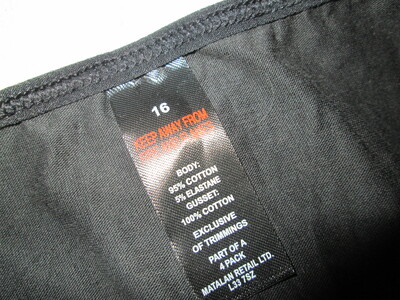 16
KEEP AWAY FROM
BODY:
95% COTTON
5% ELASTANE
GUSSET:
100% COTTON
EXCLUSIVE
OF TRIMMINGS
PART OF A
4 PACK
MATALAN RETAIL LTD.
L33 7SZ